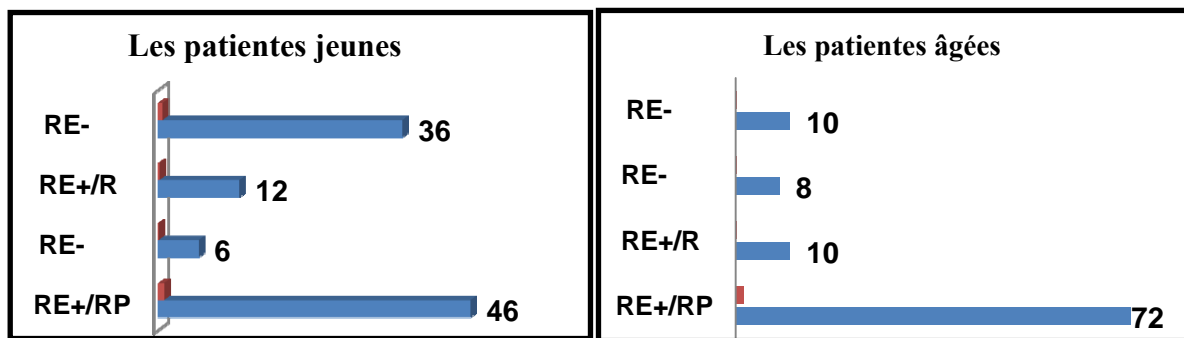 Les patientes jeunes
RE- 36
RE+/R 12
RE- 6
RE+/RP 46
Les patientes âgées
RE- 10
RE- 8
RE+/R 10
RE+/RP 72